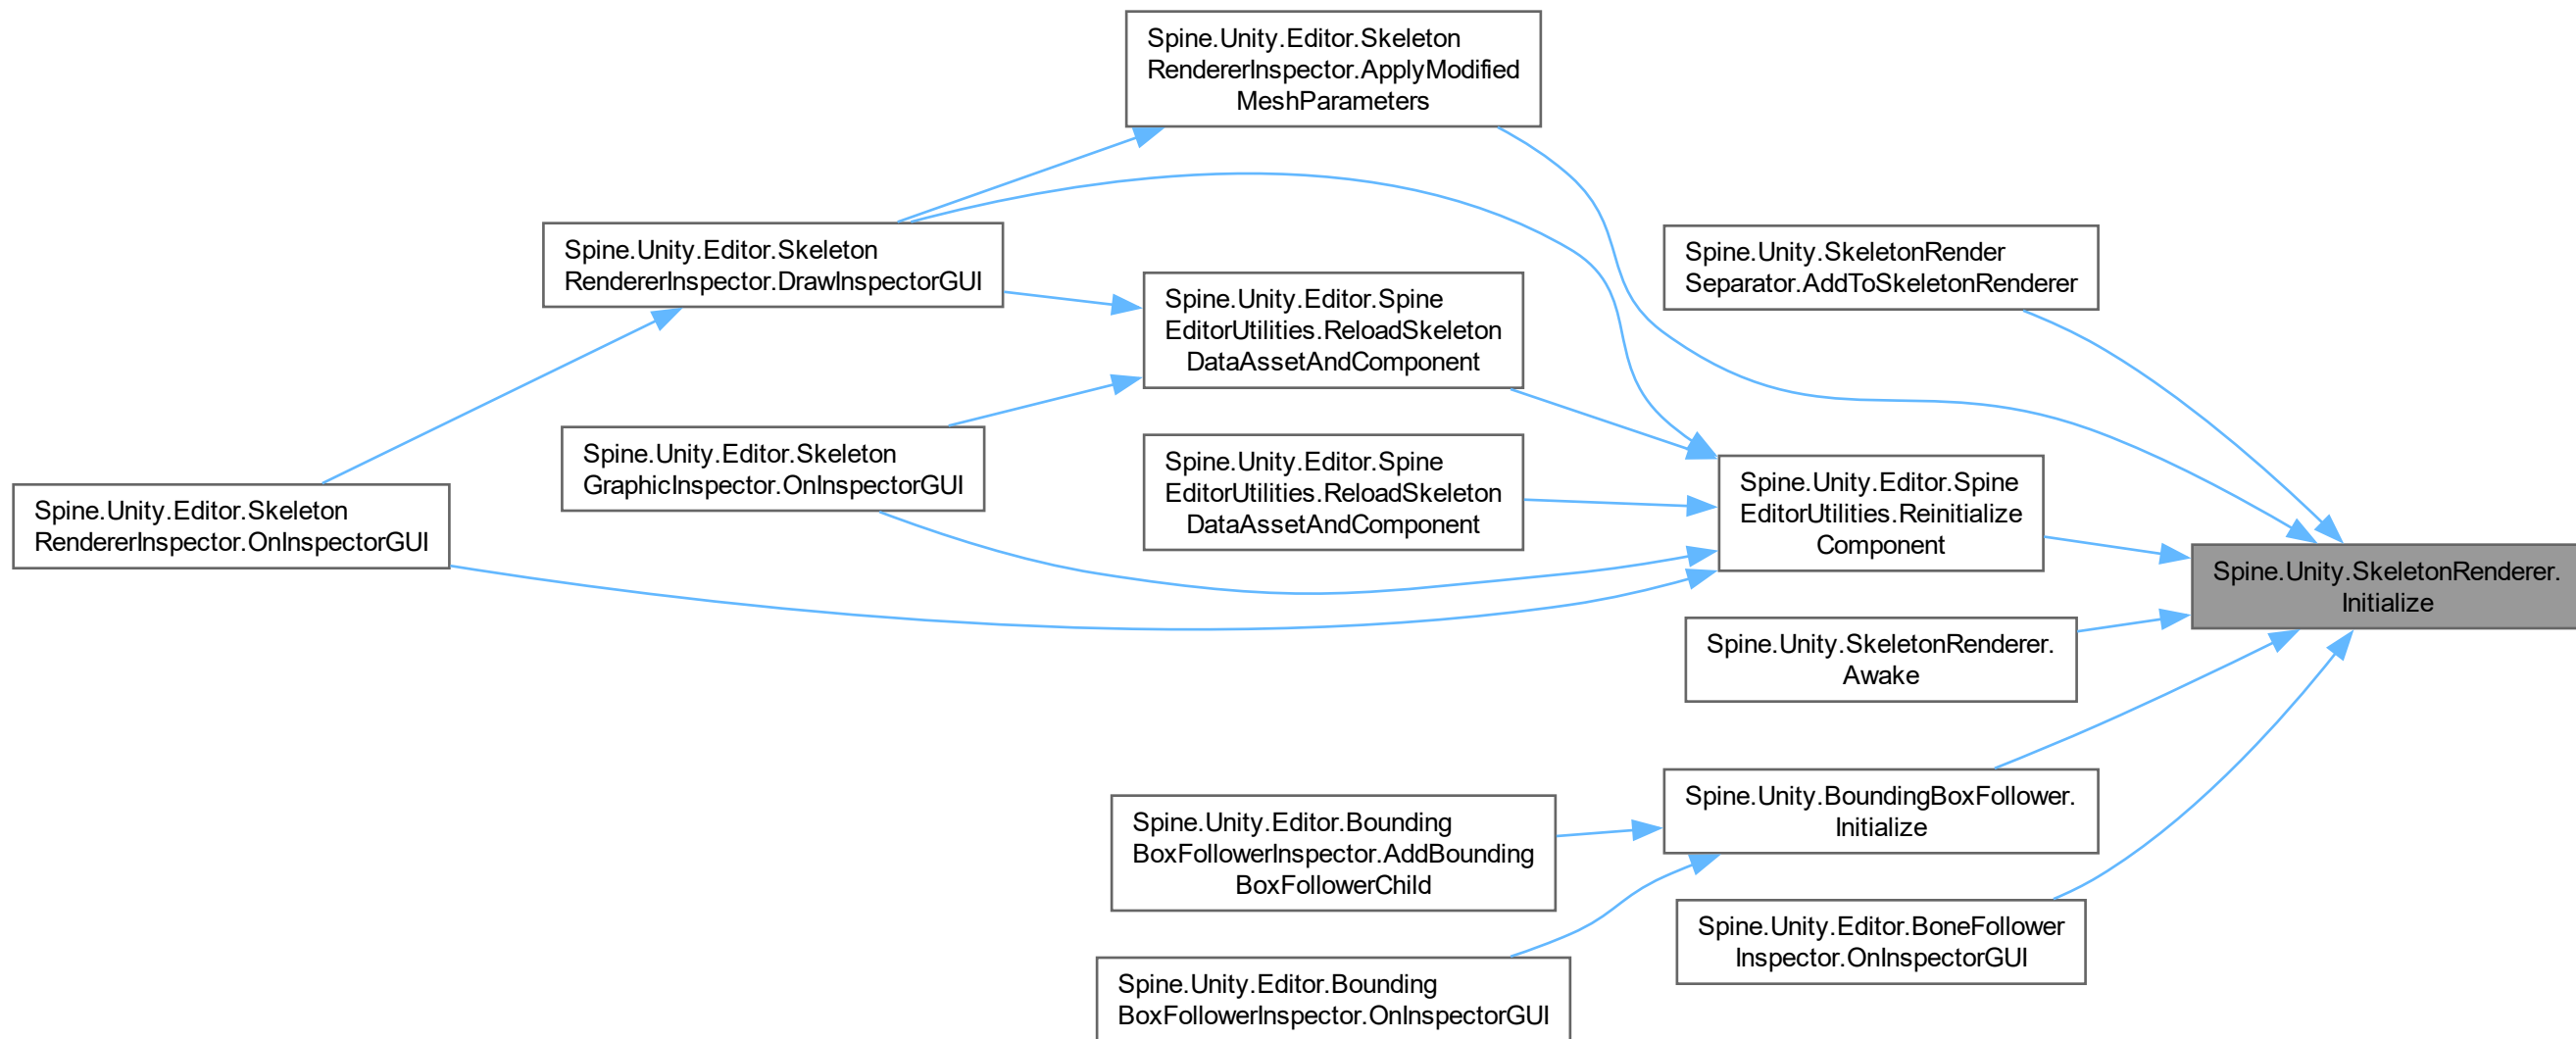 Spine.Unity.Editor.Skeleton
RendererInspector.ApplyModified
MeshParameters
Spine.Unity.Editor.Skeleton
RendererInspector.DrawInspectorGUI
Spine.Unity.SkeletonRender
Separator.AddToSkeletonRenderer
Spine.Unity.Editor.Spine
EditorUtilities.ReloadSkeleton
DataAssetAndComponent
Spine.Unity.Editor.Skeleton
GraphicInspector.OnInspectorGUI
Spine.Unity.Editor.Spine
EditorUtilities.ReloadSkeleton
DataAssetAndComponent
Spine.Unity.Editor.Spine
EditorUtilities.Reinitialize
Component
Spine.Unity.Editor.Skeleton
RendererInspector.OnInspectorGUI
Spine.Unity.SkeletonRenderer.
Initialize
Spine.Unity.SkeletonRenderer.
Awake
Spine.Unity.BoundingBoxFollower.
Initialize
Spine.Unity.Editor.Bounding
BoxFollowerInspector.AddBounding
BoxFollowerChild
Spine.Unity.Editor.BoneFollower
Inspector.OnInspectorGUI
Spine.Unity.Editor.Bounding
BoxFollowerInspector.OnInspectorGUI